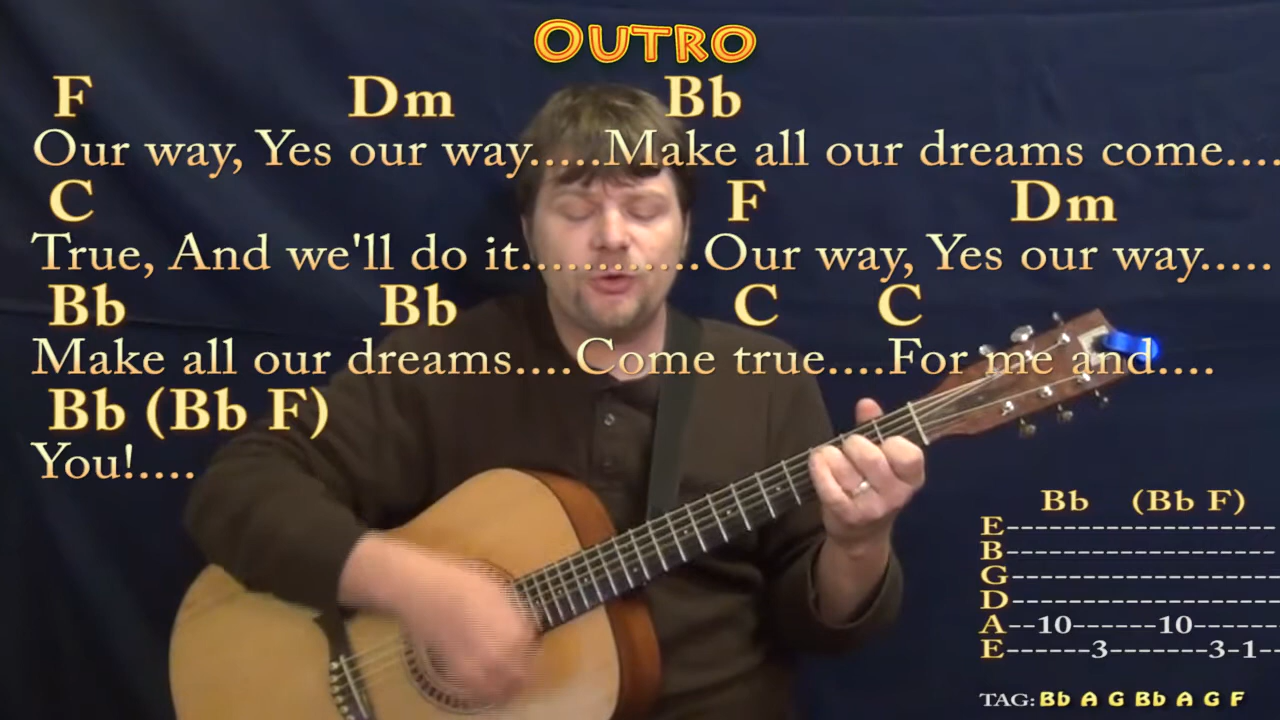 OUTRO
F Dm Bb
Our way, Yes our way.....Make all our dreams come....
C F Dm
True, And we'll do it............Our way, Yes our way.....
Bb Bb C C
Make all our dreams....Come true....For me and....
Bb (Bb F)
You!....
Bb (Bb F)
E-----------------------
B-----------------------
G-----------------------
D-----------------------
A--10------10------
E------3-------3-1--
TAG: Bb A G Bb A G F